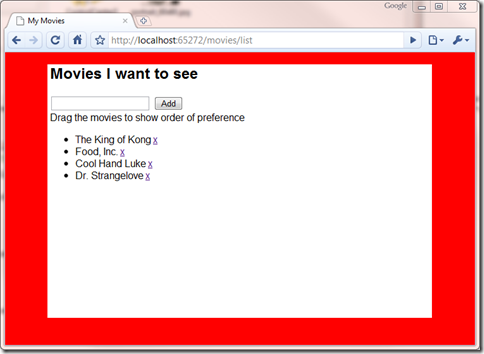 Google
My Movies
http://localhost:65272/movies/list
Movies I want to see
Add
Drag the movies to show order of preference
The King of Kong x
Food, Inc. x
Cool Hand Luke x
Dr. Strangelove x